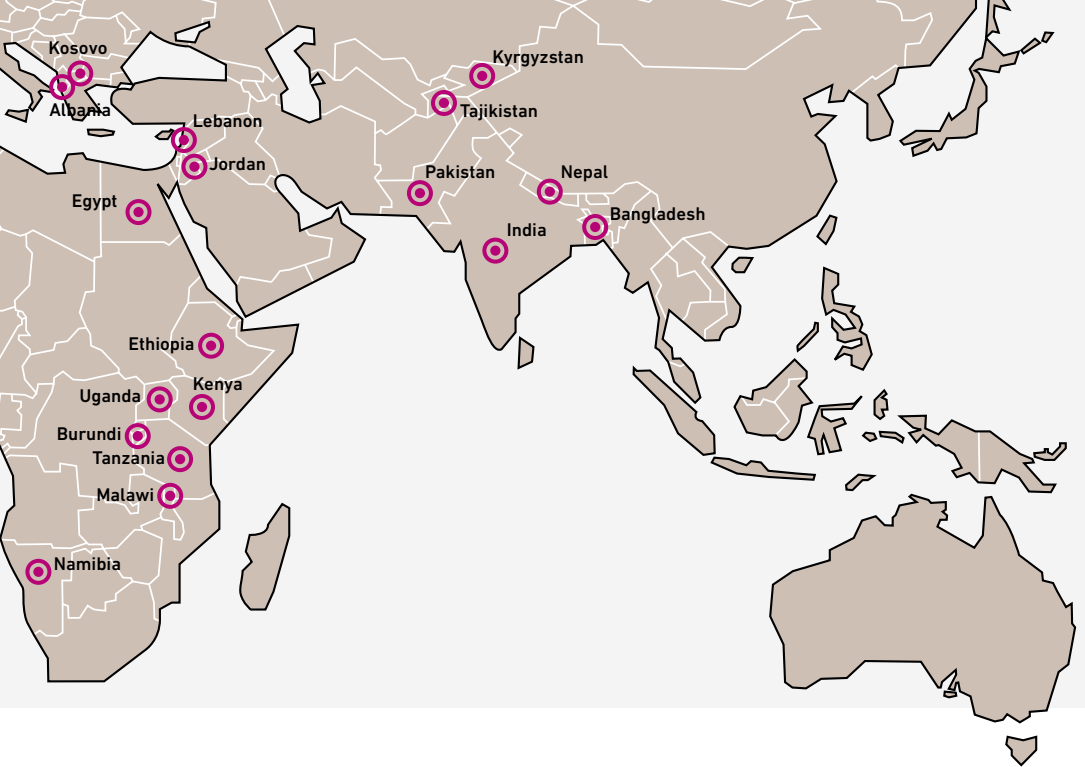 Kosovo
Kyrgyzstan
Albania
Tajikistan
Lebanon
Jordan
Pakistan
Nepal
Egypt
Bangladesh
India
Ethiopia
Kenya
Uganda
Burundi
Tanzania
Malawi
Namibia